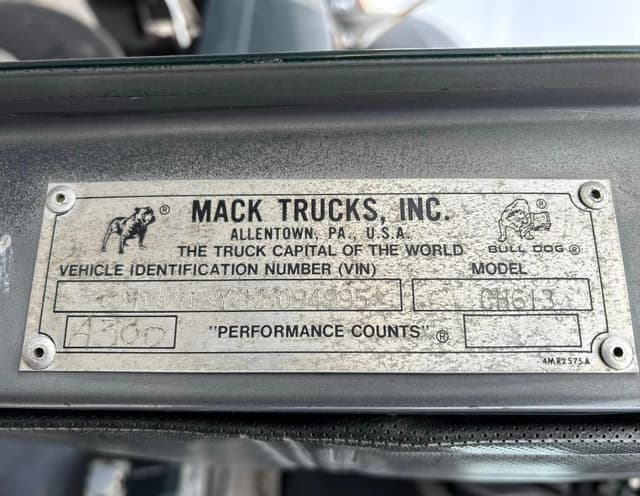 MACK TRUCKS, INC.
ALLENTOWN, PA., U.S.A.
THE TRUCK CAPITAL OF THE WORLD
BULL DOG ®
VEHICLE IDENTIFICATION NUMBER (VIN) MODEL
CH613
A300 "PERFORMANCE COUNTS" ®
4MR2575A